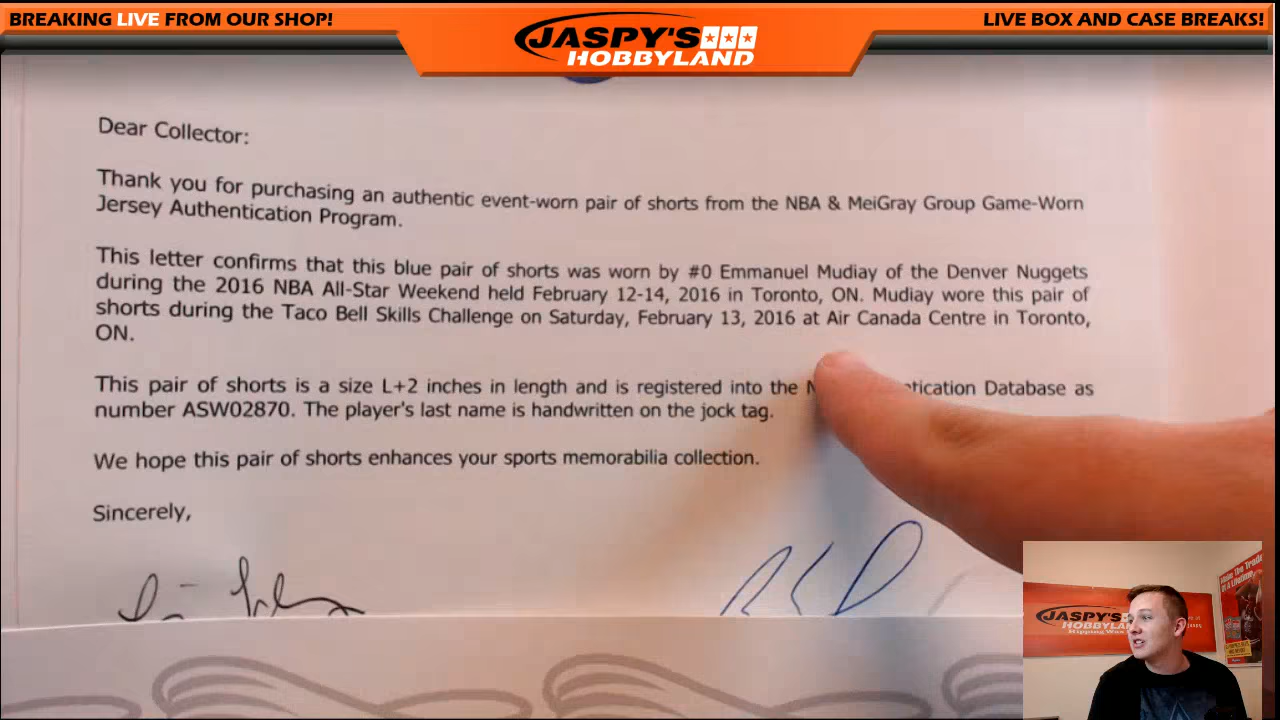 BREAKING LIVE FROM OUR SHOP!
JASPY'S
HOBBYLAND
LIVE BOX AND CASE BREAKS!
Dear Collector:
Thank you for purchasing an authentic event-worn pair of shorts from the NBA & MeiGray Group Game-Worn
Jersey Authentication Program.
This letter confirms that this blue pair of shorts was worn by #0 Emmanuel Mudiay of the Denver Nuggets
during the 2016 NBA All-Star Weekend held February 12-14, 2016 in Toronto, ON. Mudiay wore this pair of
shorts during the Taco Bell Skills Challenge on Saturday, February 13, 2016 at Air Canada Centre in Toronto,
ON.
This pair of shorts is a size L+2 inches in length and is registered into the Database as
number ASW02870. The player's last name is handwritten on the jock tag.
We hope this pair of shorts enhances your sports memorabilia collection.
Sincerely,
JASPY'S
HOBBYLAND